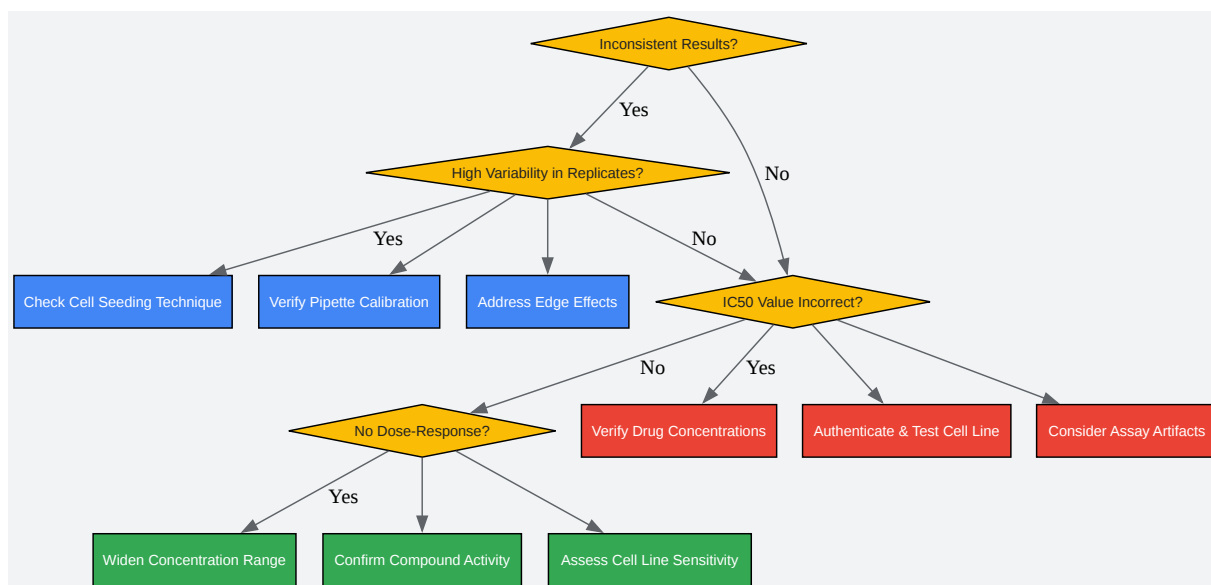 Inconsistent Results?
Yes
High Variability in Replicates?
No
Yes
No
Check Cell Seeding Technique
Verify Pipette Calibration
Address Edge Effects
IC50 Value Incorrect?
No
Yes
No Dose-Response?
Verify Drug Concentrations
Authenticate & Test Cell Line
Consider Assay Artifacts
Yes
Widen Concentration Range
Confirm Compound Activity
Assess Cell Line Sensitivity